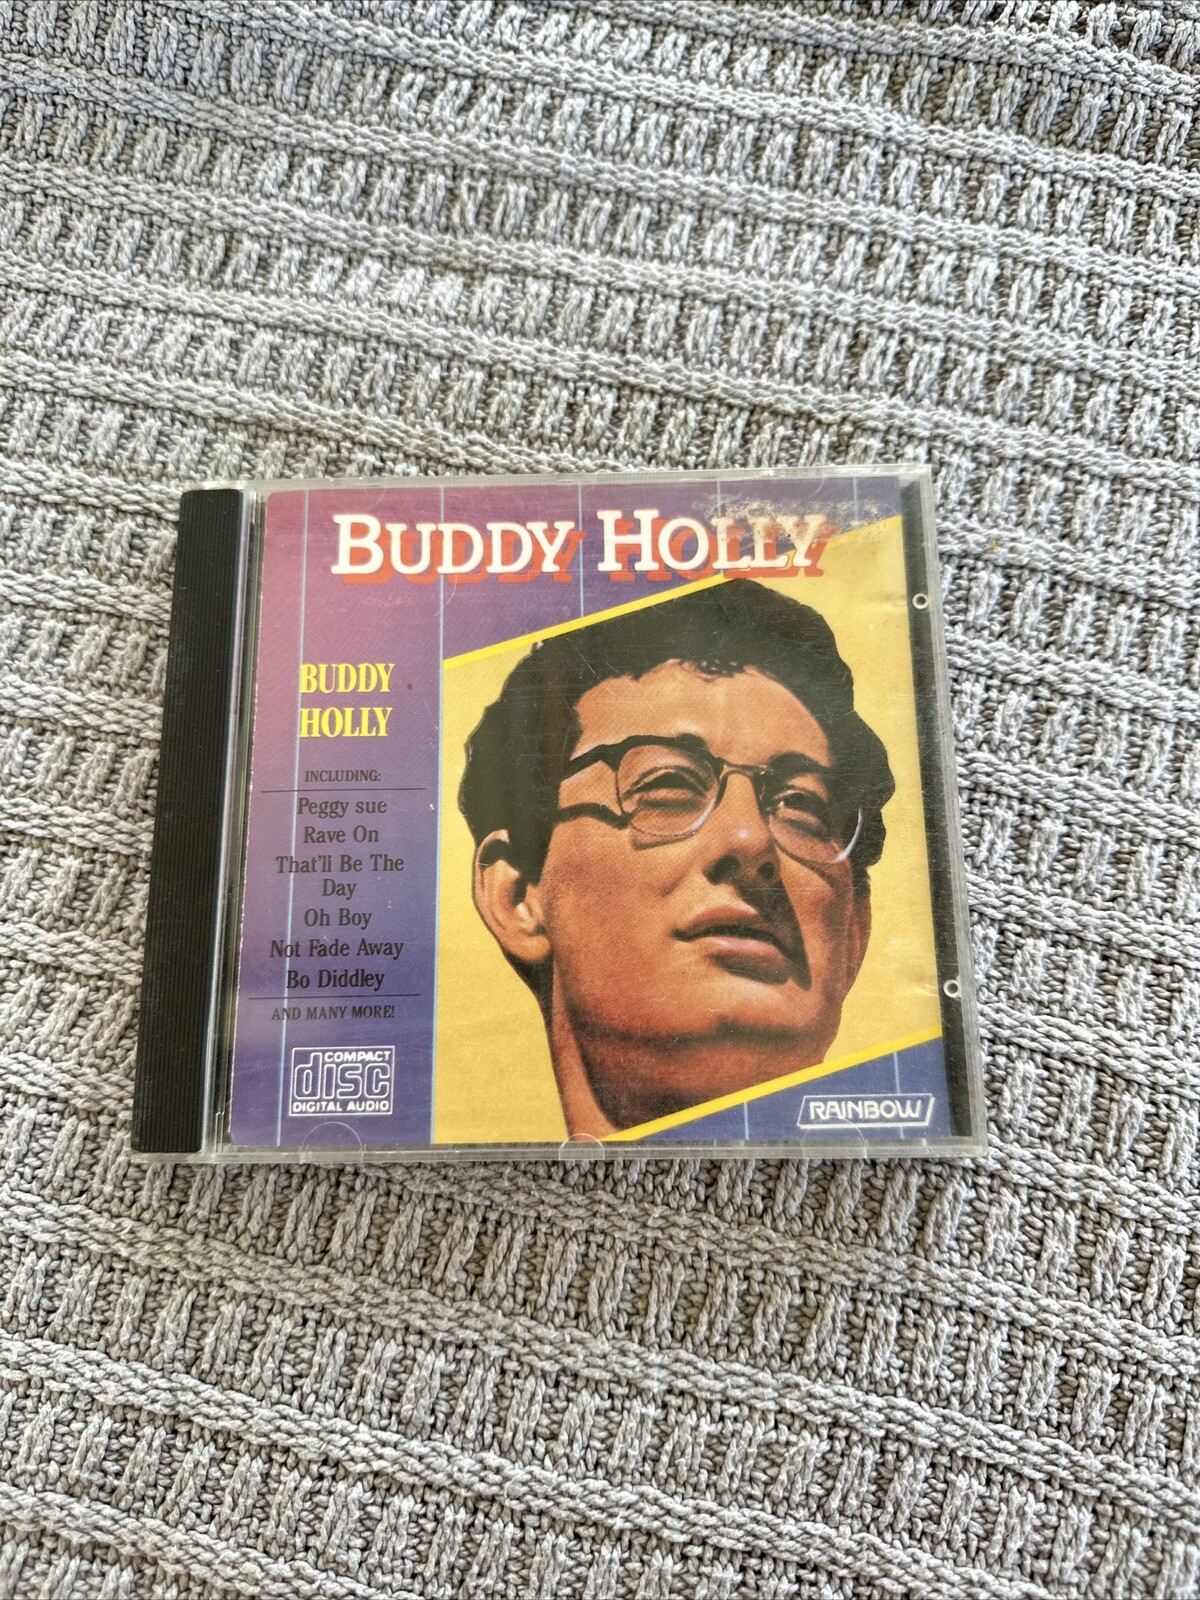 BUDDY HOLLY
BUDDY
HOLLY
INCLUDING:
Peggy sue
Rave On
That'll Be The
Day
Oh Boy
Not Fade Away
Bo Diddley
AND MANY MORE!
COMPACT
disc
DIGITAL AUDIO
RAINBOW